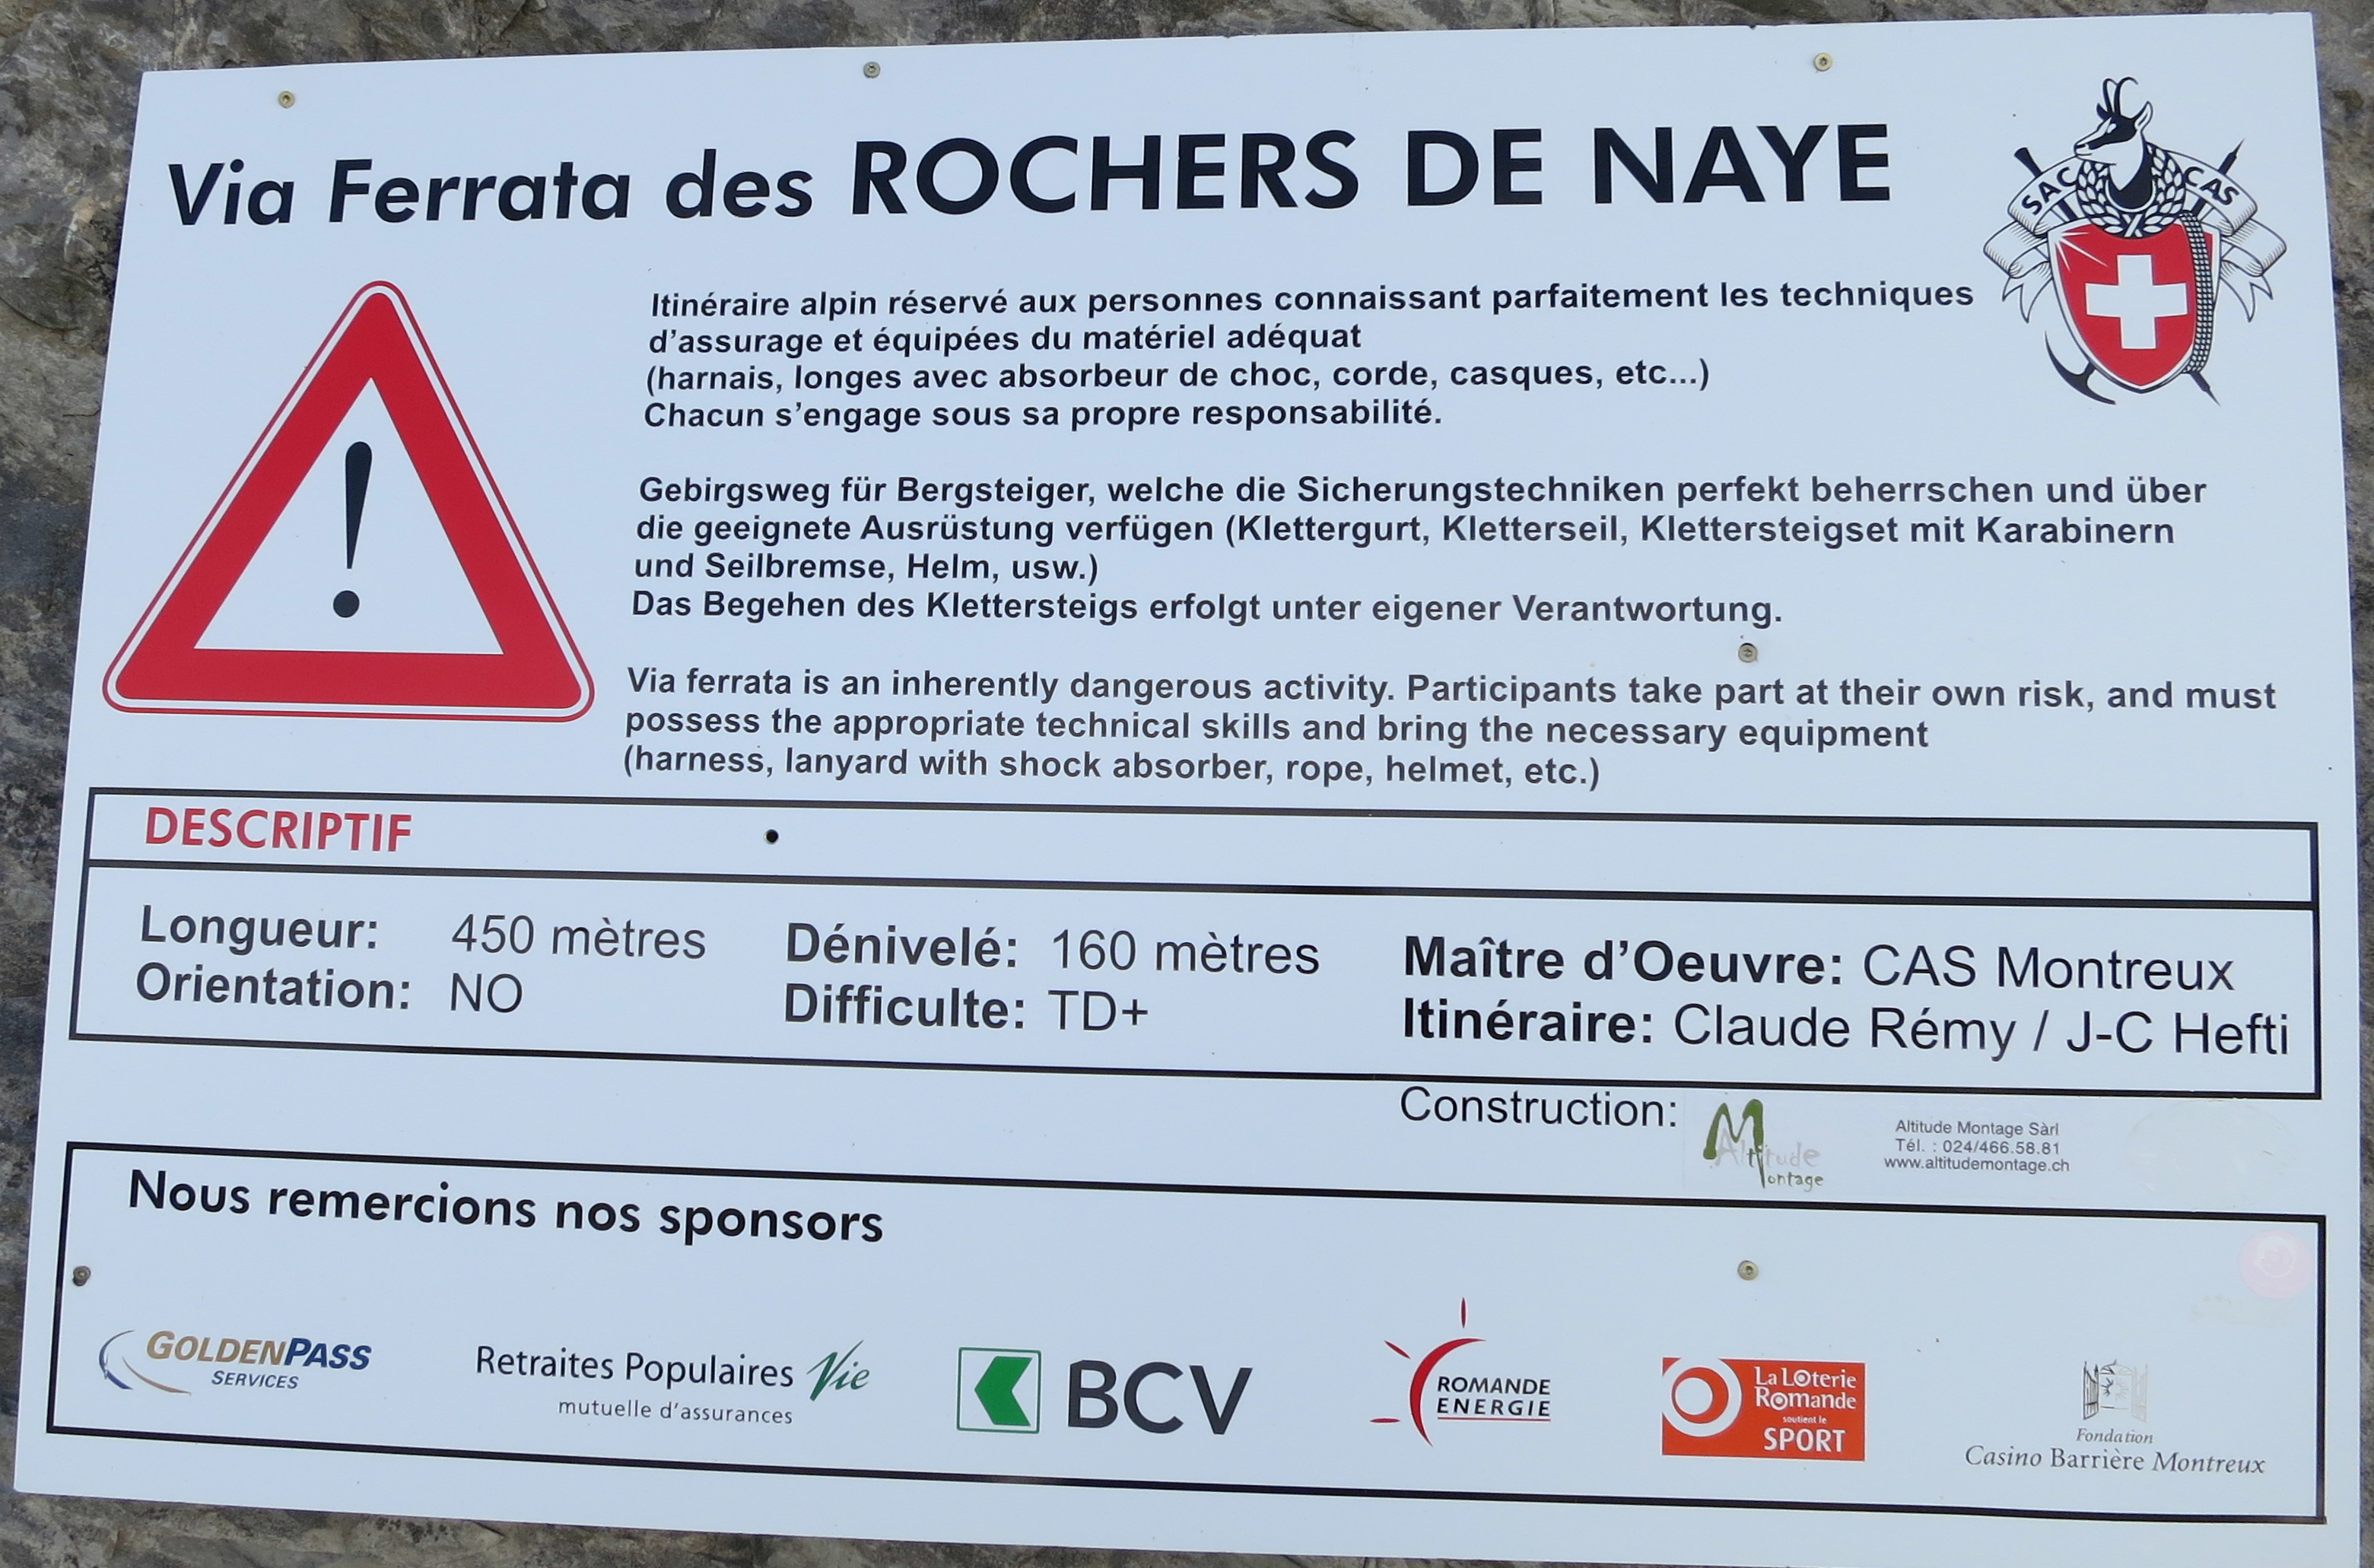 Via Ferrata des ROCHERS DE NAYE
SAC CAS
Itinéraire alpin réservé aux personnes connaissant parfaitement les techniques
d'assurage et équipées du matériel adéquat
(harnais, longes avec absorbeur de choc, corde, casques, etc...)
Chacun s'engage sous sa propre responsabilité.
Gebirgsweg für Bergsteiger, welche die Sicherungstechniken perfekt beherrschen und über
die geeignete Ausrüstung verfügen (Klettergurt, Kletterseil, Klettersteigset mit Karabinern
und Seilbremse, Helm, usw.)
Das Begehen des Klettersteigs erfolgt unter eigener Verantwortung.
Via ferrata is an inherently dangerous activity. Participants take part at their own risk, and must
possess the appropriate technical skills and bring the necessary equipment
(harness, lanyard with shock absorber, rope, helmet, etc.)
DESCRIPTIF
Longueur: 450 mètres Dénivelé: 160 mètres Maître d'Oeuvre: CAS Montreux
Orientation: NO Difficulte: TD+ Itinéraire: Claude Rémy / J-C Hefti
Construction:
Altitude
Montage
Altitude Montage Sàrl
Tél. : 024/466.58.81
www.altitudemontage.ch
Nous remercions nos sponsors
GOLDENPASS
SERVICES
Retraites Populaires Vie
mutuelle d'assurances
BCV
ROMANDE
ENERGIE
La Loterie
Romande
soutient le
SPORT
Fondation
Casino Barrière Montreux